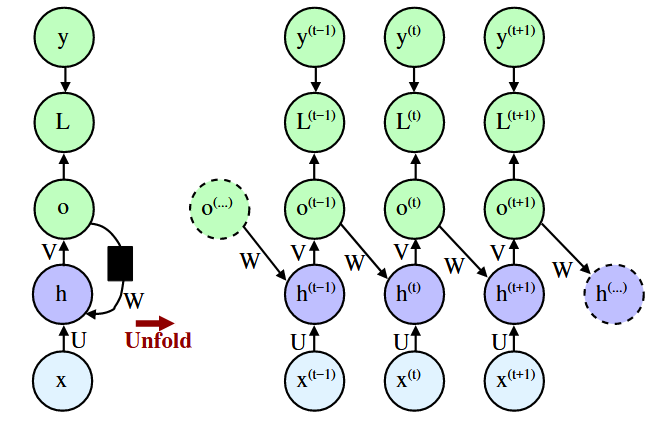 y y(t−1) y(t) y(t+1)
L L(t−1) L(t) L(t+1)
o o(...) o(t−1) o(t) o(t+1)
V W V W V W V W
h W h(t−1) h(t) h(t+1) h(...)
Unfold
U U U U
x x(t−1) x(t) x(t+1)